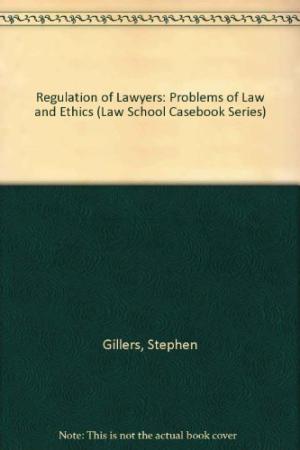 Regulation of Lawyers: Problems of Law
and Ethics (Law School Casebook Series)
Gillers, Stephen
Note: This is not the actual book cover